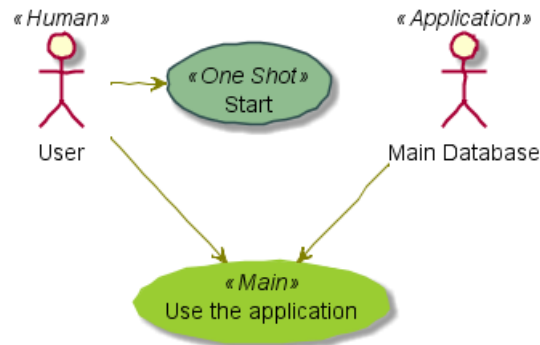 «Human»
User
«One Shot»
Start
«Application»
Main Database
«Main»
Use the application